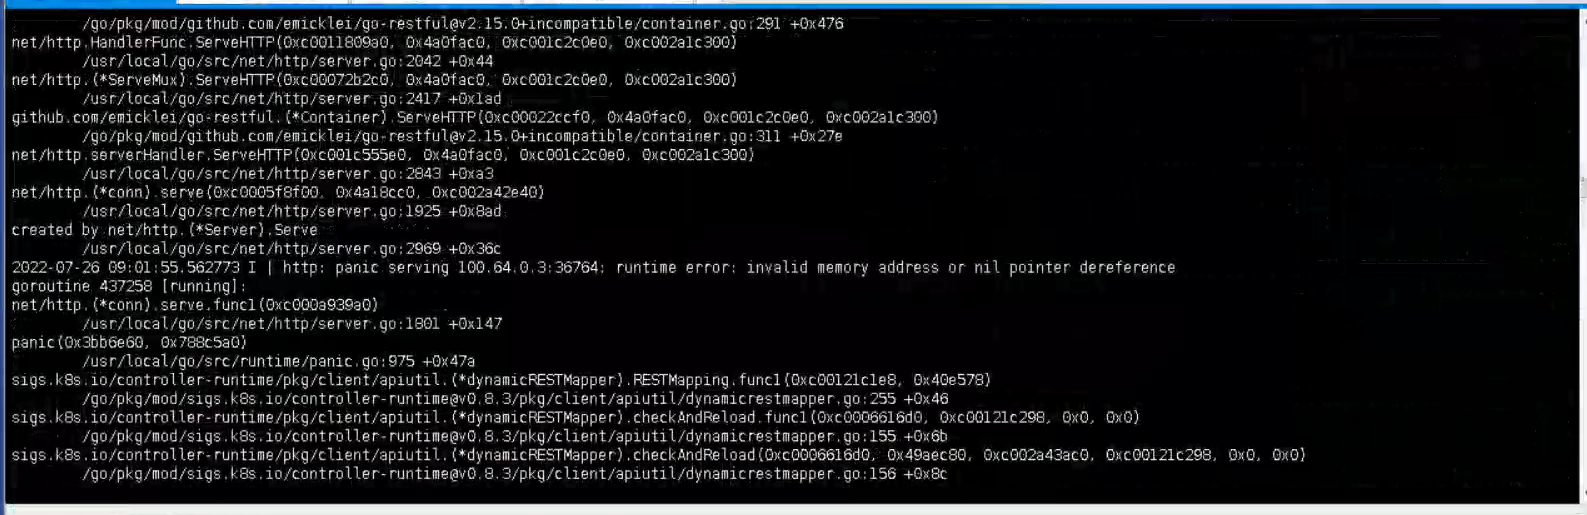 /go/pkg/mod/github.com/emicklei/go-restful@v2.15.0+incompatible/container.go:291 +0x476
net/http.HandlerFunc.ServeHTTP(0xc0011809a0, 0x4a0fac0, 0xc001c2c0e0, 0xc002a1c300)
/usr/local/go/src/net/http/server.go:2042 +0x44
net/http.(*ServeMux).ServeHTTP(0xc00072b2c0, 0x4a0fac0, 0xc001c2c0e0, 0xc002a1c300)
/usr/local/go/src/net/http/server.go:2417 +0x1ad
github.com/emicklei/go-restful.(*Container).ServeHTTP(0xc00022ccf0, 0x4a0fac0, 0xc001c2c0e0, 0xc002a1c300)
/go/pkg/mod/github.com/emicklei/go-restful@v2.15.0+incompatible/container.go:311 +0x27e
net/http.serverHandler.ServeHTTP(0xc001c555e0, 0x4a0fac0, 0xc001c2c0e0, 0xc002a1c300)
/usr/local/go/src/net/http/server.go:2843 +0xa3
net/http.(*conn).serve(0xc0005f8f00, 0x4a18cc0, 0xc002a42e40)
/usr/local/go/src/net/http/server.go:1925 +0x8ad
created by net/http.(*Server).Serve
/usr/local/go/src/net/http/server.go:2969 +0x36c
2022-07-26 09:01:55.562773 I | http: panic serving 100.64.0.3:36764: runtime error: invalid memory address or nil pointer dereference
goroutine 437258 [running]:
net/http.(*conn).serve.func1(0xc000a939a0)
/usr/local/go/src/net/http/server.go:1801 +0x147
panic(0x3bb6e60, 0x788c5a0)
/usr/local/go/src/runtime/panic.go:975 +0x47a
sigs.k8s.io/controller-runtime/pkg/client/apiutil.(*dynamicRESTMapper).RESTMapping.func1(0xc00121c1e8, 0x40e578)
/go/pkg/mod/sigs.k8s.io/controller-runtime@v0.8.3/pkg/client/apiutil/dynamicrestmapper.go:255 +0x46
sigs.k8s.io/controller-runtime/pkg/client/apiutil.(*dynamicRESTMapper).checkAndReload.func1(0xc0006616d0, 0xc00121c298, 0x0, 0x0)
/go/pkg/mod/sigs.k8s.io/controller-runtime@v0.8.3/pkg/client/apiutil/dynamicrestmapper.go:155 +0x6b
sigs.k8s.io/controller-runtime/pkg/client/apiutil.(*dynamicRESTMapper).checkAndReload(0xc0006616d0, 0x49aec80, 0xc002a43ac0, 0xc00121c298, 0x0, 0x0)
/go/pkg/mod/sigs.k8s.io/controller-runtime@v0.8.3/pkg/client/apiutil/dynamicrestmapper.go:156 +0x8c